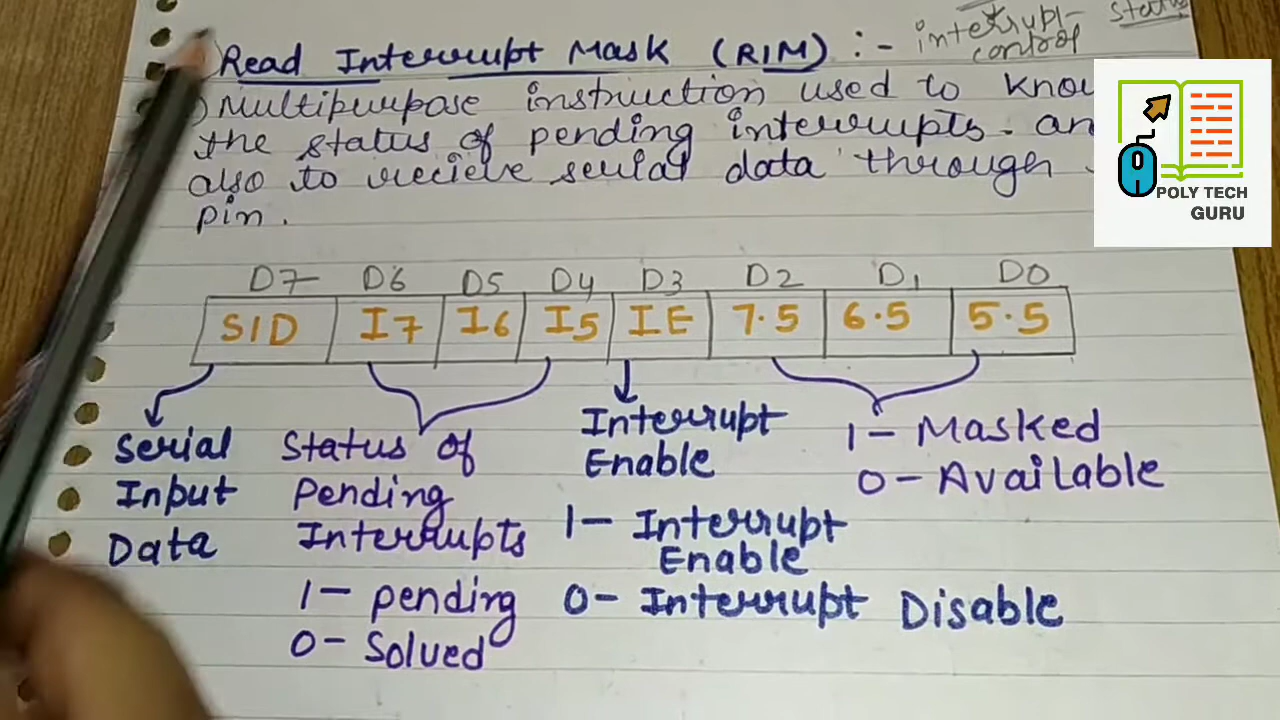 Read Interrupt Mask (RIM) :-
interrupt control
status
) Multipurpose instruction used to know
the status of pending interrupts. an
also to recieve serial data through
pin.
POLY TECH
GURU
D7 D6 D5 D4 D3 D2 D1 D0
SID I7 I6 I5 IE 7.5 6.5 5.5
Serial
Input
Data
Status of
Pending
Interrupts
1- pending
0- Solved
Interrupt
Enable
1- Interrupt
Enable
0- Interrupt Disable
1- Masked
0- Available